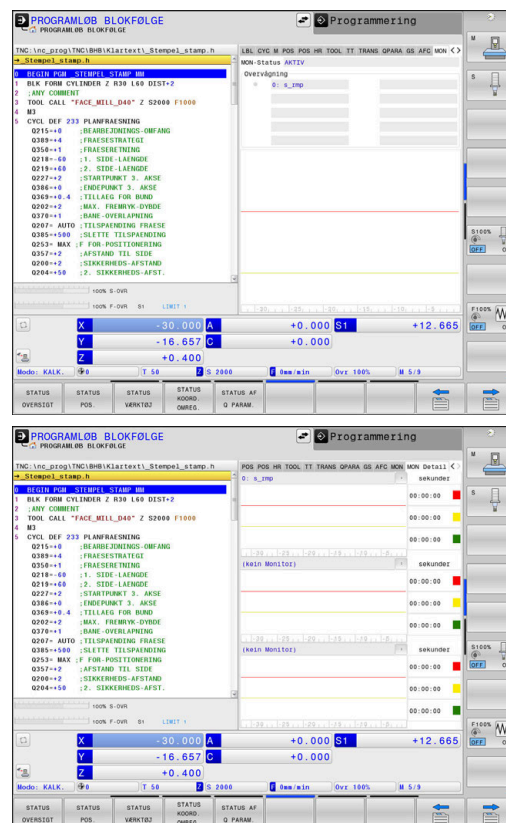 PROGRAMLØB BLOKFØLGE
PROGRAMLØB BLOKFØLGE
Programmering
TNC:\nc_prog\TNC\BHB\Klartext\_Stempel_stamp.h
→_Stempel_stamp.h
0 BEGIN PGM _STEMPEL_STAMP MM
1 BLK FORM CYLINDER Z R30 L60 DIST+2
2 ;ANY COMMENT
3 TOOL CALL "FACE_MILL_D40" Z S2000 F1000
4 M3
5 CYCL DEF 233 PLANFRAESNING
Q215=+0 ;BEARBEJDNINGS-OMFANG
Q389=+4 ;FRAESESTRATEGI
Q350=+1 ;FRAESERETNING
Q218=-60 ;1. SIDE-LAENGDE
Q219=+60 ;2. SIDE-LAENGDE
Q227=+2 ;STARTPUNKT 3. AKSE
Q386=+0 ;ENDEPUNKT 3. AKSE
Q369=+0.4 ;TILLAEG FOR BUND
Q202=+2 ;MAX. FREMRYK-DYBDE
Q370=+1 ;BANE-OVERLAPNING
Q207= AUTO ;TILSPAENDING FRAESE
Q385=+500 ;SLETTE TILSPAENDING
Q253= MAX ;F FOR-POSITIONERING
Q357=+2 ;AFSTAND TIL SIDE
Q200=+2 ;SIKKERHEDS-AFSTAND
Q204=+50 ;2. SIKKERHEDS-AFST.
LBL CYC M POS POS HR TOOL TT TRANS QPARA GS AFC MON
MON-Status AKTIV
Overvågning
0: s_rmp
100% S-OVR
100% F-OVR S1 LIMIT 1
X -30.000 A +0.000 S1 +12.665
Y -16.657 C +0.000
Z +0.400
Modo: KALK. 0 T 50 Z S 2000 F 0mm/min Ovr 100% M 5/9
STATUS OVERSIGT
STATUS POS.
STATUS VÆRKTØJ
STATUS KOORD. OMREG.
STATUS AF Q PARAM.
M
S
S100%
OFF
F100%
OFF
PROGRAMLØB BLOKFØLGE
PROGRAMLØB BLOKFØLGE
Programmering
TNC:\nc_prog\TNC\BHB\Klartext\_Stempel_stamp.h
→_Stempel_stamp.h
0 BEGIN PGM _STEMPEL_STAMP MM
1 BLK FORM CYLINDER Z R30 L60 DIST+2
2 ;ANY COMMENT
3 TOOL CALL "FACE_MILL_D40" Z S2000 F1000
4 M3
5 CYCL DEF 233 PLANFRAESNING
Q215=+0 ;BEARBEJDNINGS-OMFANG
Q389=+4 ;FRAESESTRATEGI
Q350=+1 ;FRAESERETNING
Q218=-60 ;1. SIDE-LAENGDE
Q219=+60 ;2. SIDE-LAENGDE
Q227=+2 ;STARTPUNKT 3. AKSE
Q386=+0 ;ENDEPUNKT 3. AKSE
Q369=+0.4 ;TILLAEG FOR BUND
Q202=+2 ;MAX. FREMRYK-DYBDE
Q370=+1 ;BANE-OVERLAPNING
Q207= AUTO ;TILSPAENDING FRAESE
Q385=+500 ;SLETTE TILSPAENDING
Q253= MAX ;F FOR-POSITIONERING
Q357=+2 ;AFSTAND TIL SIDE
Q200=+2 ;SIKKERHEDS-AFSTAND
Q204=+50 ;2. SIKKERHEDS-AFST.
POS POS HR TOOL TT TRANS QPARA GS AFC MON MON Detail
0: s_rmp sekunder
00:00:00
00:00:00
00:00:00
(kein Monitor) sekunder
00:00:00
00:00:00
00:00:00
(kein Monitor) sekunder
00:00:00
00:00:00
00:00:00
100% S-OVR
100% F-OVR S1 LIMIT 1
X -30.000 A +0.000 S1 +12.665
Y -16.657 C +0.000
Z +0.400
Modo: KALK. 0 T 50 Z S 2000 F 0mm/min Ovr 100% M 5/9
STATUS OVERSIGT
STATUS POS.
STATUS VÆRKTØJ
STATUS KOORD. OMREG.
STATUS AF Q PARAM.
M
S
S100%
OFF
F100%
OFF